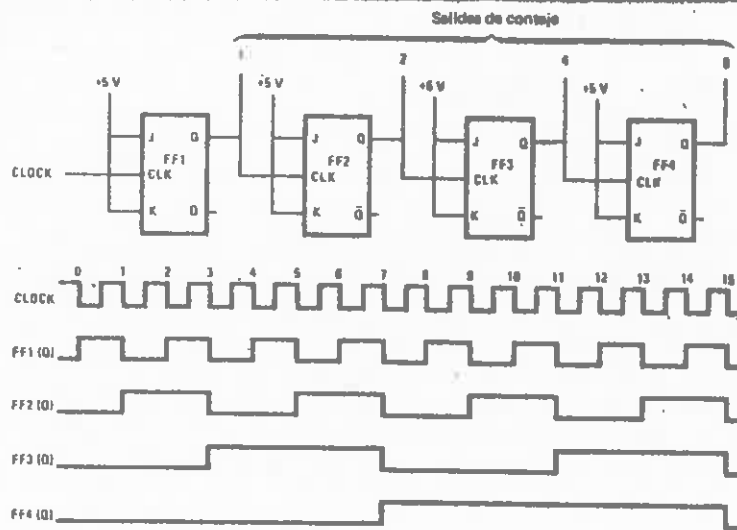 Salidas de contaje
1 2 4 8
+5 V +5 V +5 V +5 V
J Q J Q J Q J Q
FF1 FF2 FF3 FF4
CLOCK CLK CLK CLK CLK
K Q K Q̅ K Q̅ K Q̅
0 1 2 3 4 5 6 7 8 9 10 11 12 13 14 15
CLOCK
FF1 (Q)
FF2 (Q)
FF3 (Q)
FF4 (Q)